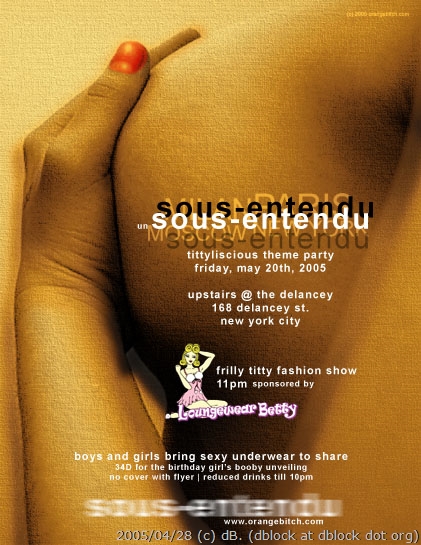 (c) 2005 orangebitch.com
sous-entendu
un sous-entendu
sous-entendu
tittyliscious theme party
friday, may 20th, 2005
upstairs @ the delancey
168 delancey st.
new york city
frilly titty fashion show
11pm sponsored by
Loungewear Betty
boys and girls bring sexy underwear to share
34D for the birthday girl's booby unveiling
no cover with flyer | reduced drinks till 10pm
sous-entendu
www.orangebitch.com
2005/04/28 (c) dB. (dblock at dblock dot org)